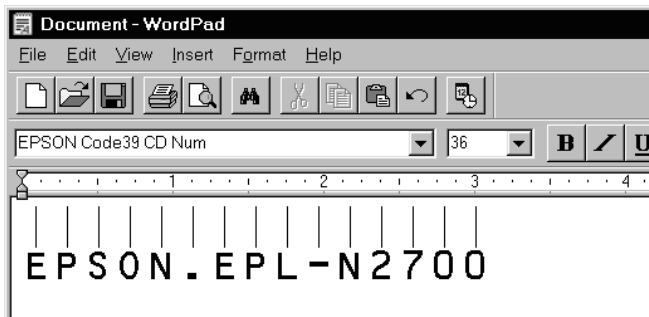 Document - WordPad
File Edit View Insert Format Help
EPSON Code39 CD Num 36 B / U
1 2 3 4
EPSON.EPL-N2700